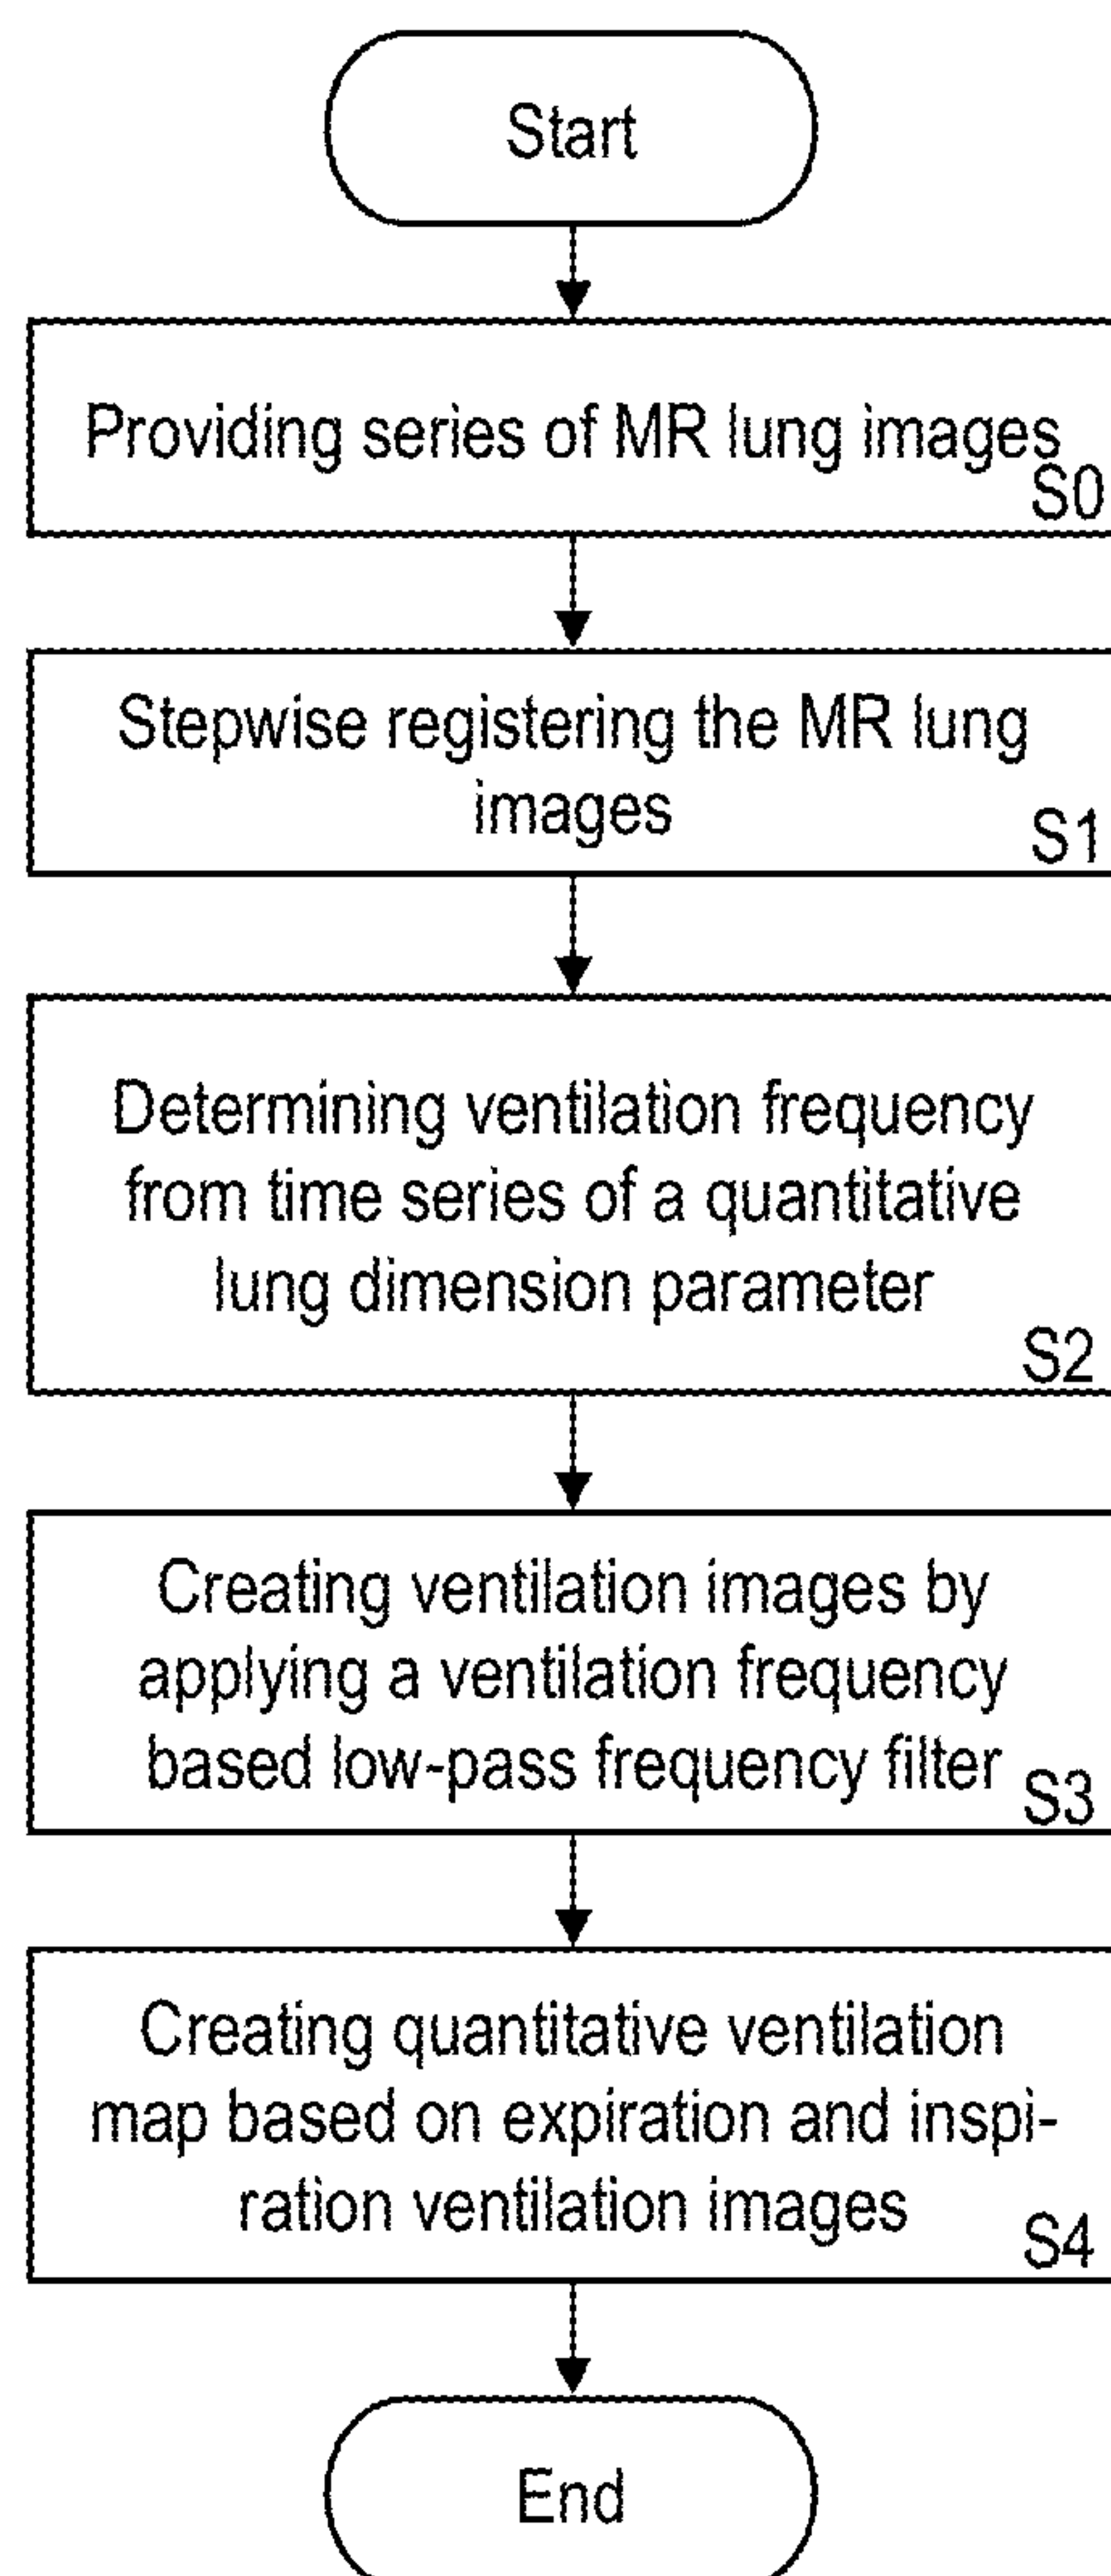 Start
Providing series of MR lung images
S0
Stepwise registering the MR lung
images
S1
Determining ventilation frequency
from time series of a quantitative
lung dimension parameter
S2
Creating ventilation images by
applying a ventilation frequency
based low-pass frequency filter
S3
Creating quantitative ventilation
map based on expiration and inspi-
ration ventilation images
S4
End